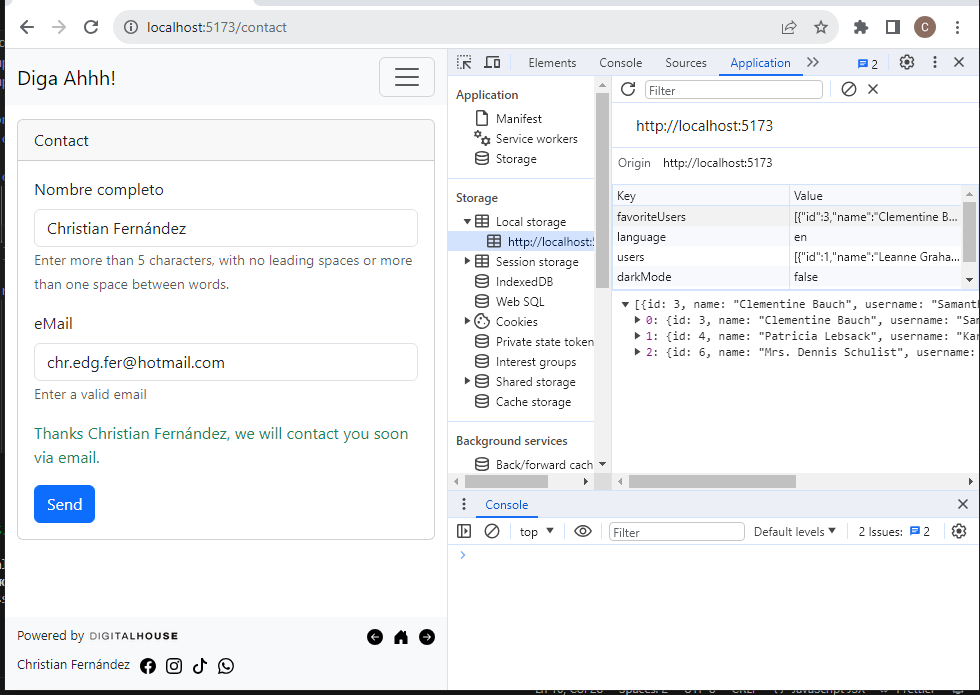 localhost:5173/contact
C
Diga Ahhh!
Contact
Nombre completo
Christian Fernández
Enter more than 5 characters, with no leading spaces or more
than one space between words.
eMail
chr.edg.fer@hotmail.com
Enter a valid email
Thanks Christian Fernández, we will contact you soon
via email.
Send
Powered by DIGITALHOUSE
Christian Fernández
Elements Console Sources Application 2
Application
Manifest
Service workers
Storage
Storage
Local storage
http://localhost:5
Session storage
IndexedDB
Web SQL
Cookies
Private state token
Interest groups
Shared storage
Cache storage
Background services
Back/forward cach
Filter
http://localhost:5173
Origin http://localhost:5173
Key Value
favoriteUsers [{"id":3,"name":"Clementine B...
language en
users [{"id":1,"name":"Leanne Graha...
darkMode false
[{id: 3, name: "Clementine Bauch", username: "Samant
0: {id: 3, name: "Clementine Bauch", username: "Sa
1: {id: 4, name: "Patricia Lebsack", username: "Ka
2: {id: 6, name: "Mrs. Dennis Schulist", username:
Console
top Filter Default levels 2 Issues: 2